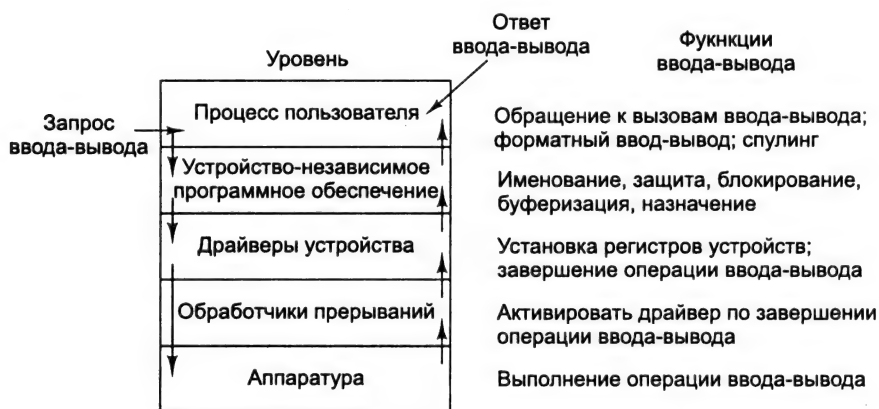 Ответ
ввода-вывода
Фукнкции
ввода-вывода
Уровень
Запрос
ввода-вывода
Процесс пользователя
Обращение к вызовам ввода-вывода;
форматный ввод-вывод; спулинг
Устройство-независимое
программное обеспечение
Именование, защита, блокирование,
буферизация, назначение
Драйверы устройства
Установка регистров устройств;
завершение операции ввода-вывода
Обработчики прерываний
Активировать драйвер по завершении
операции ввода-вывода
Аппаратура
Выполнение операции ввода-вывода